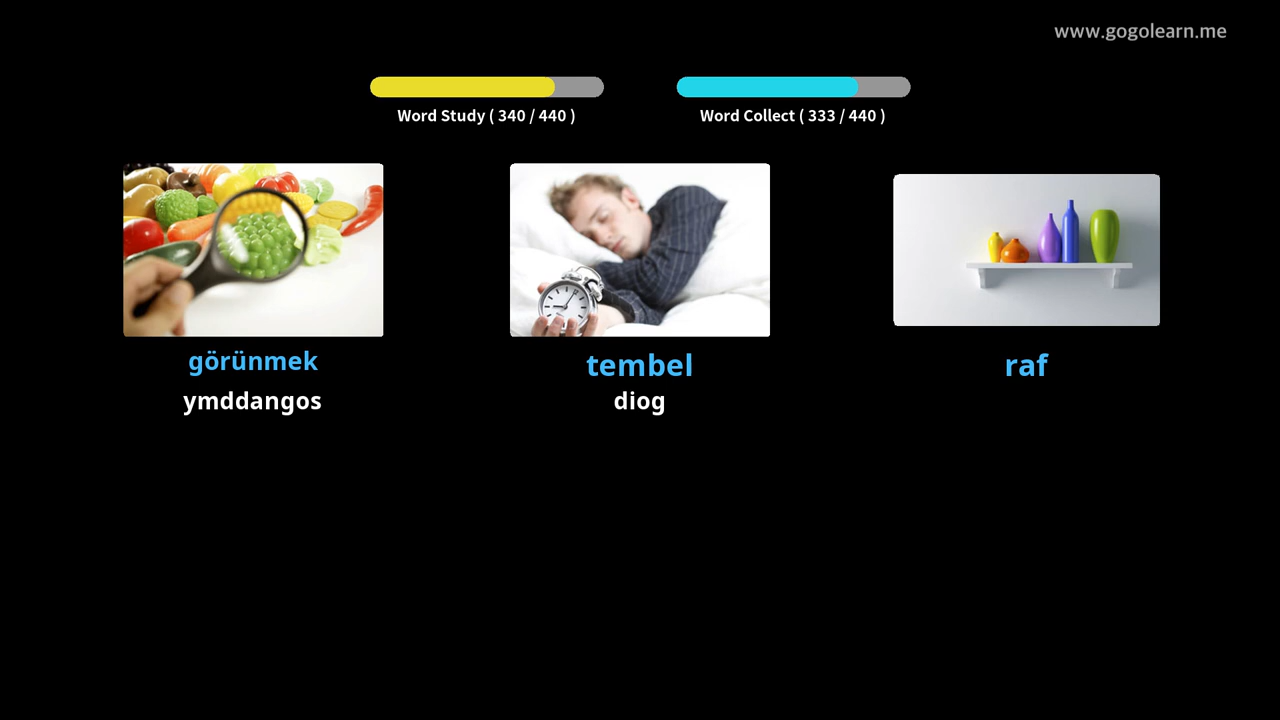 www.gogolearn.me
Word Study ( 340 / 440 )
Word Collect ( 333 / 440 )
görünmek
ymddangos
tembel
diog
raf